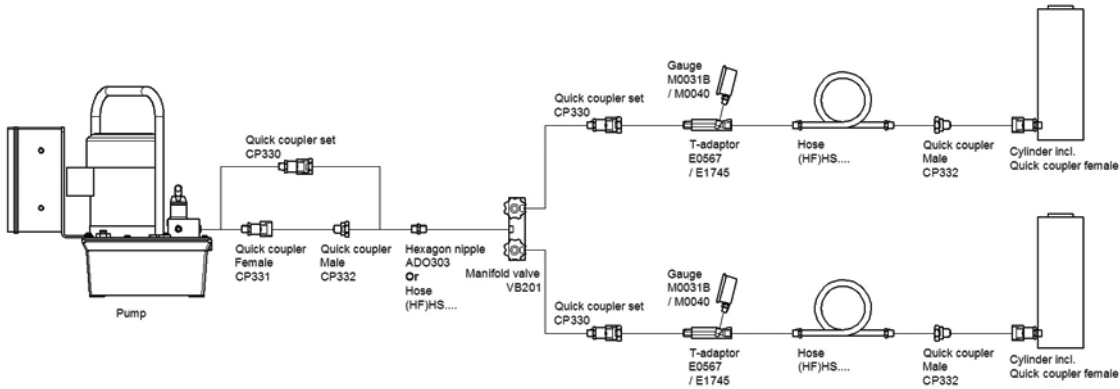 Quick coupler set
CP330
Quick coupler
Female
CP331
Quick coupler
Male
CP332
Hexagon nipple
ADO303
Or
Hose
(HF)HS....
Manifold valve
VB201
Pump
Quick coupler set
CP330
Gauge
M0031B
/ M0040
T-adaptor
E0567
/ E1745
Hose
(HF)HS....
Quick coupler
Male
CP332
Cylinder incl.
Quick coupler female
Quick coupler set
CP330
Gauge
M0031B
/ M0040
T-adaptor
E0567
/ E1745
Hose
(HF)HS....
Quick coupler
Male
CP332
Cylinder incl.
Quick coupler female